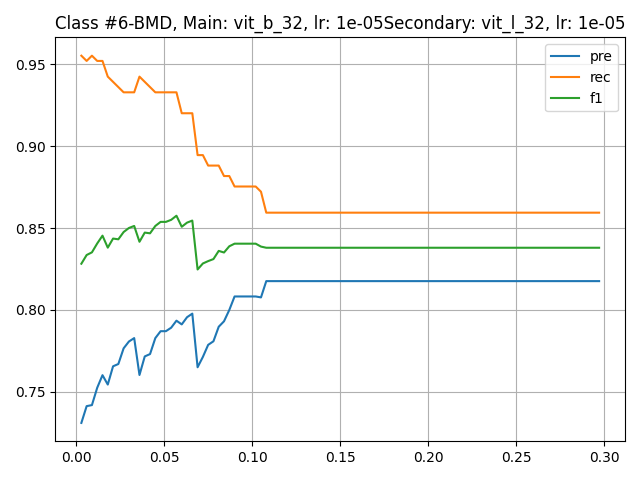 Class #6-BMD, Main: vit_b_32, lr: 1e-05Secondary: vit_l_32, lr: 1e-05
pre
rec
f1
0.95
0.90
0.85
0.80
0.75
0.00 0.05 0.10 0.15 0.20 0.25 0.30